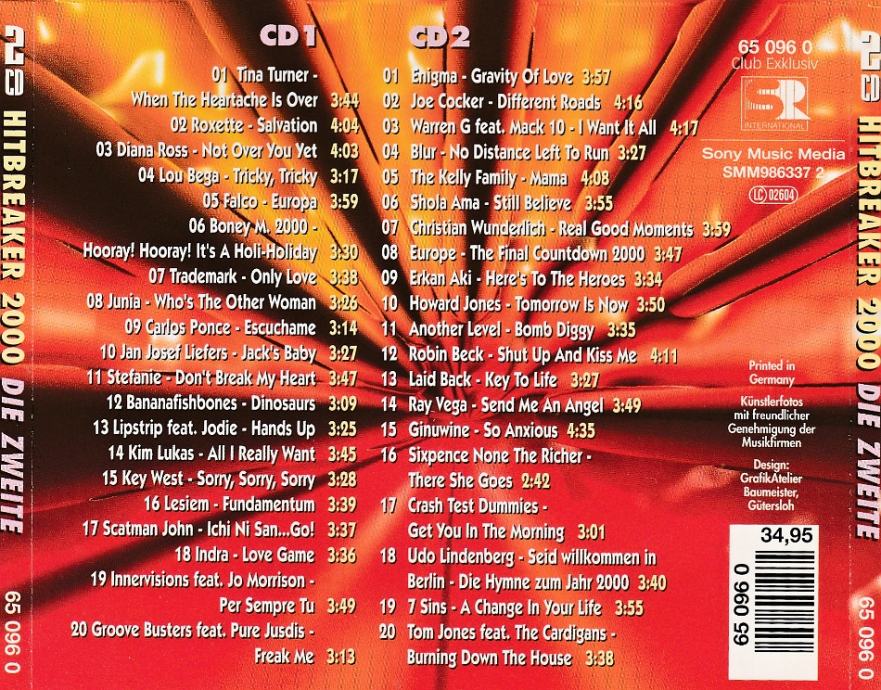 CD 1
01 Tina Turner -
When The Heartache Is Over 3:44
02 Roxette - Salvation 4:04
03 Diana Ross - Not Over You Yet 4:03
04 Lou Bega - Tricky, Tricky 3:17
05 Falco - Europa 3:59
06 Boney M. 2000 -
Hooray! Hooray! It's A Holi-Holiday 3:30
07 Trademark - Only Love 3:38
08 Junia - Who's The Other Woman 3:26
09 Carlos Ponce - Escuchame 3:14
10 Jan Josef Liefers - Jack's Baby 3:27
11 Stefanie - Don't Break My Heart 3:47
12 Bananafishbones - Dinosaurs 3:09
13 Lipstrip feat. Jodie - Hands Up 3:25
14 Kim Lukas - All I Really Want 3:45
15 Key West - Sorry, Sorry, Sorry 3:28
16 Lesiem - Fundamentum 3:39
17 Scatman John - Ichi Ni San...Go! 3:37
18 Indra - Love Game 3:36
19 Innervisions feat. Jo Morrison -
Per Sempre Tu 3:49
20 Groove Busters feat. Pure Jusdis -
Freak Me 3:13
CD 2
01 Enigma - Gravity Of Love 3:57
02 Joe Cocker - Different Roads 4:16
03 Warren G feat. Mack 10 - I Want It All 4:17
04 Blur - No Distance Left To Run 3:27
05 The Kelly Family - Mama 4:08
06 Shola Ama - Still Believe 3:55
07 Christian Wunderlich - Real Good Moments 3:59
08 Europe - The Final Countdown 2000 3:47
09 Erkan Aki - Here's To The Heroes 3:34
10 Howard Jones - Tomorrow Is Now 3:50
11 Another Level - Bomb Diggy 3:35
12 Robin Beck - Shut Up And Kiss Me 4:11
13 Laid Back - Key To Life 3:27
14 Ray Vega - Send Me An Angel 3:49
15 Ginuwine - So Anxious 4:35
16 Sixpence None The Richer -
There She Goes 2:42
17 Crash Test Dummies -
Get You In The Morning 3:01
18 Udo Lindenberg - Seid willkommen in
Berlin - Die Hymne zum Jahr 2000 3:40
19 7 Sins - A Change In Your Life 3:55
20 Tom Jones feat. The Cardigans -
Burning Down The House 3:38
65 096 0
Club Exklusiv
SR
INTERNATIONAL
Sony Music Media
SMM986337 2
LC 02604
Printed in
Germany
Künstlerfotos
mit freundlicher
Genehmigung der
Musikfirmen
Design:
GrafikAtelier
Baumeister,
Gütersloh
34,95
65 096 0
HITBREAKER 2000 DIE ZWEITE 65 096 0
HITBREAKER 2000 DIE ZWEITE 65 096 0